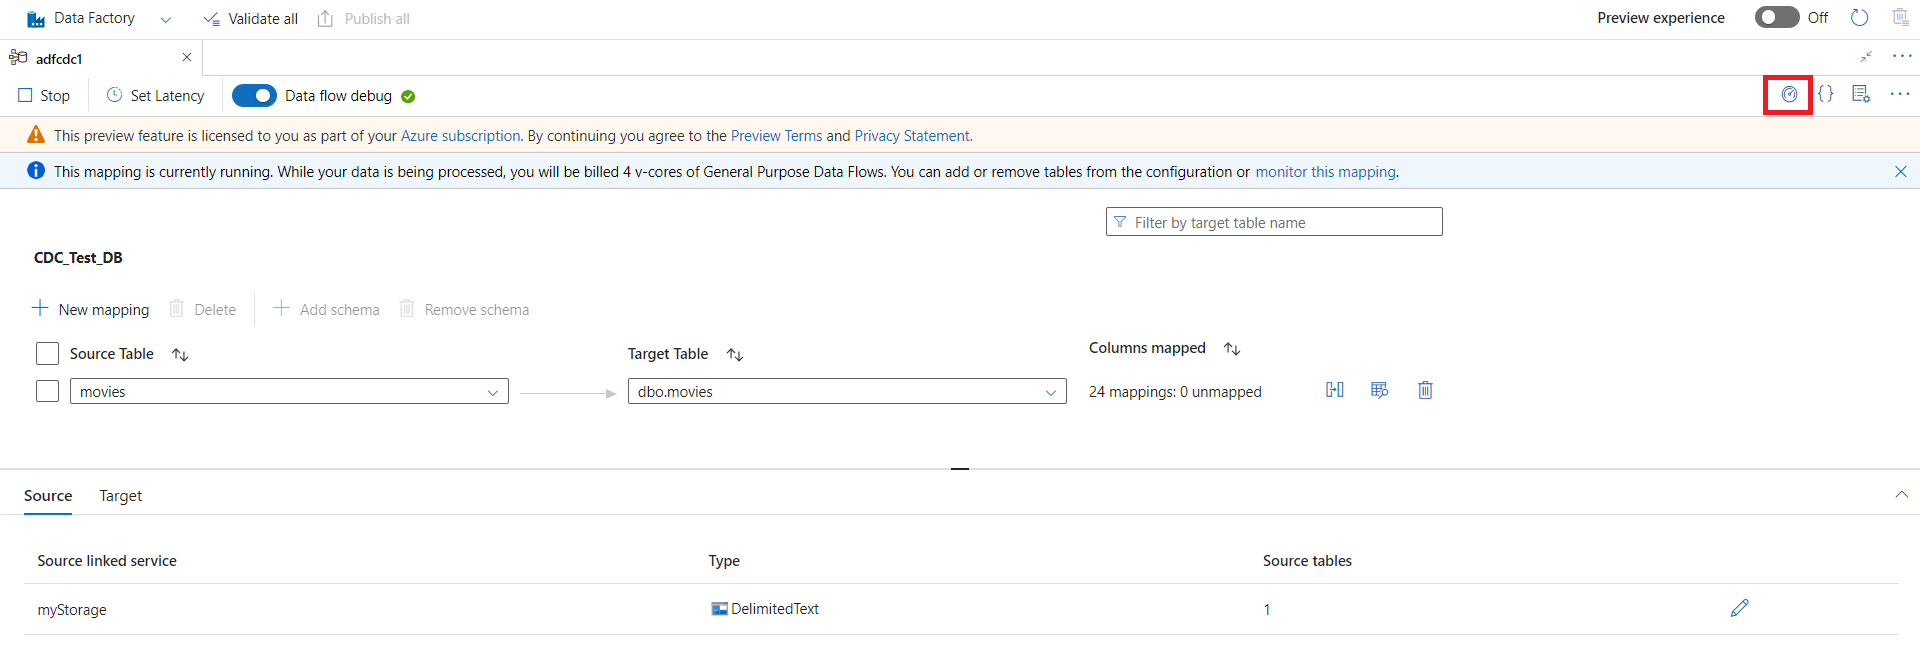 Data Factory Validate all Publish all Preview experience Off
adfcdc1
Stop Set Latency Data flow debug {}
This preview feature is licensed to you as part of your Azure subscription. By continuing you agree to the Preview Terms and Privacy Statement.
This mapping is currently running. While your data is being processed, you will be billed 4 v-cores of General Purpose Data Flows. You can add or remove tables from the configuration or monitor this mapping.
Filter by target table name
CDC_Test_DB
New mapping Delete Add schema Remove schema
Source Table Target Table Columns mapped
movies dbo.movies 24 mappings: 0 unmapped
Source Target
Source linked service Type Source tables
myStorage DelimitedText 1